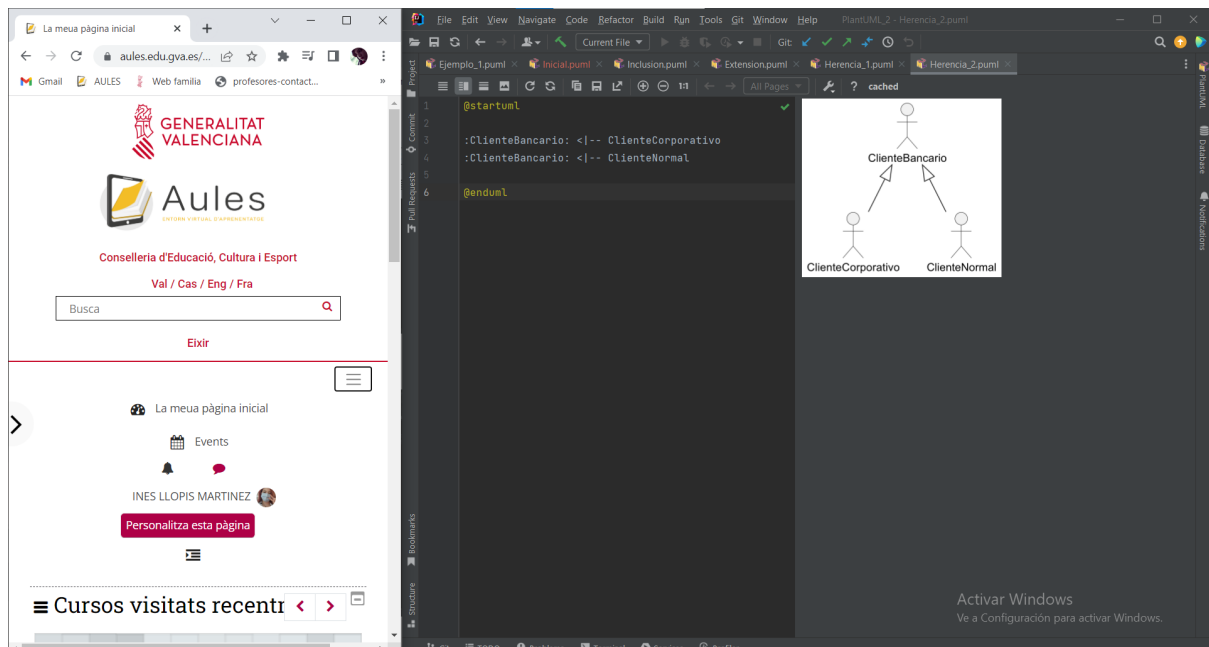 La meua pàgina inicial
aules.edu.gva.es/...
Gmail AULES Web familia profesores-contact... »
GENERALITAT
VALENCIANA
Aules
ENTORN VIRTUAL D'APRENENTATGE
Conselleria d'Educació, Cultura i Esport
Val / Cas / Eng / Fra
Busca
Eixir
La meua pàgina inicial
Events
INES LLOPIS MARTINEZ
Personalitza esta pàgina
Cursos visitats recentr
File Edit View Navigate Code Refactor Build Run Tools Git Window Help PlantUML_2 - Herencia_2.puml
Current File Git:
Ejemplo_1.puml Inicial.puml Inclusion.puml Extension.puml Herencia_1.puml Herencia_2.puml
1:1 All Pages ? cached
1 @startuml
2
3 :ClienteBancario: <|-- ClienteCorporativo
4 :ClienteBancario: <|-- ClienteNormal
5
6 @enduml
ClienteBancario
ClienteCorporativo ClienteNormal
Project
Commit
Pull Requests
Bookmarks
Structure
PlantUML
Database
Notifications
Activar Windows
Ve a Configuración para activar Windows.